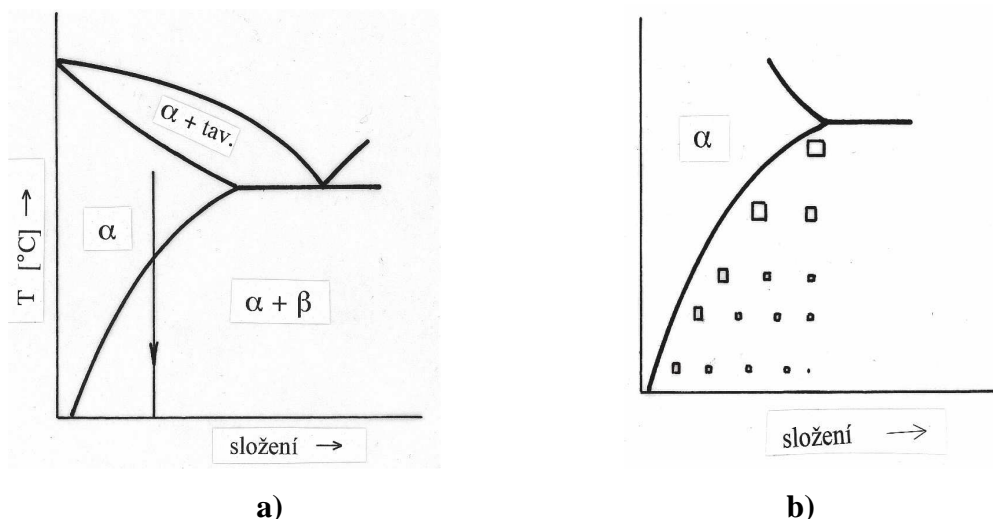 α + tav.
α
α + β
T [°C] →
složení →
a)
α
složení →
b)